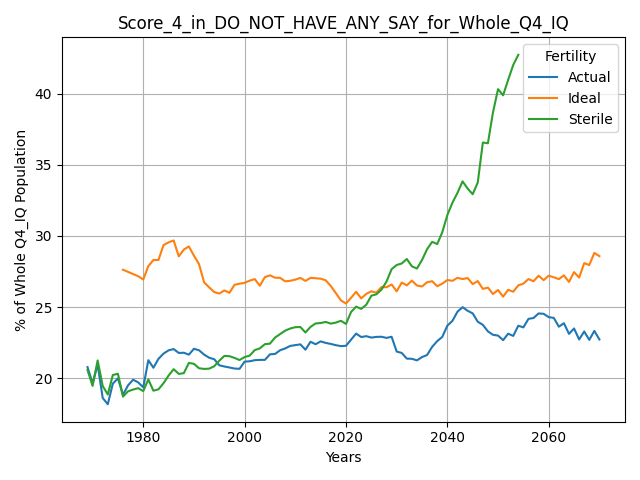 Score_4_in_DO_NOT_HAVE_ANY_SAY_for_Whole_Q4_IQ
Fertility
Actual
Ideal
Sterile
% of Whole Q4_IQ Population
40
35
30
25
20
1980
2000
2020
2040
2060
Years